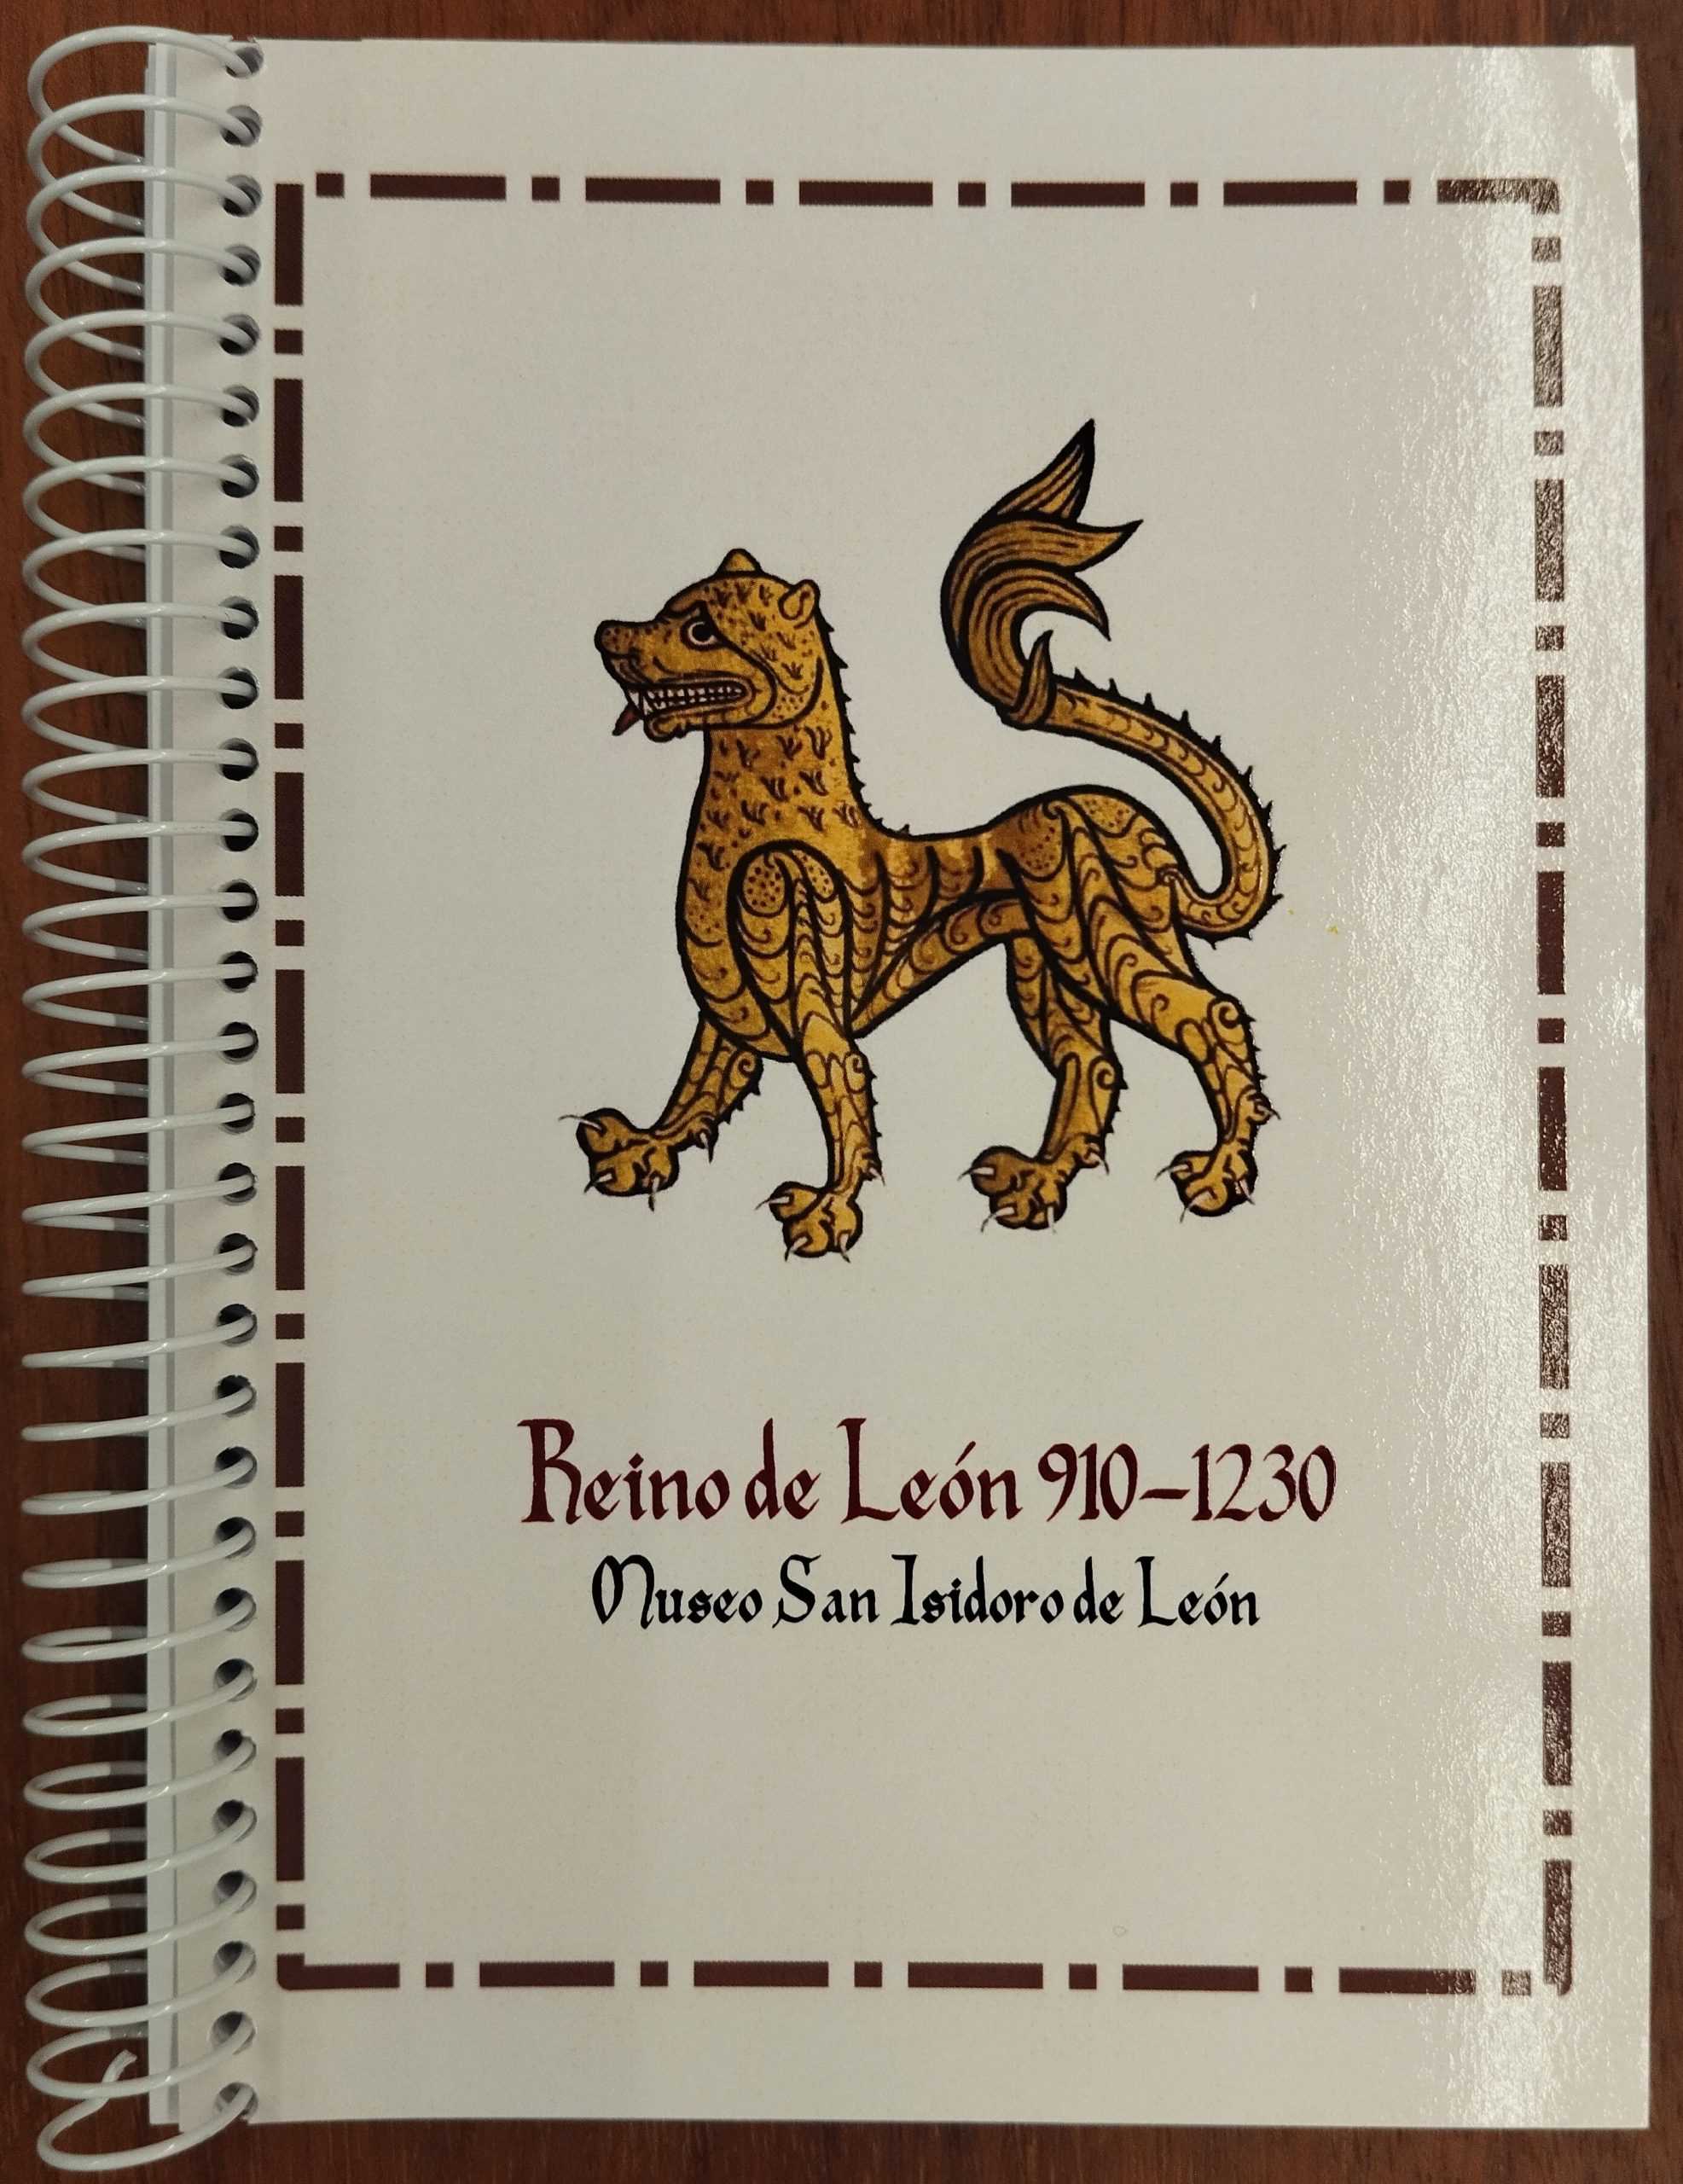 Reino de León 910-1230
Museo San Isidoro de León